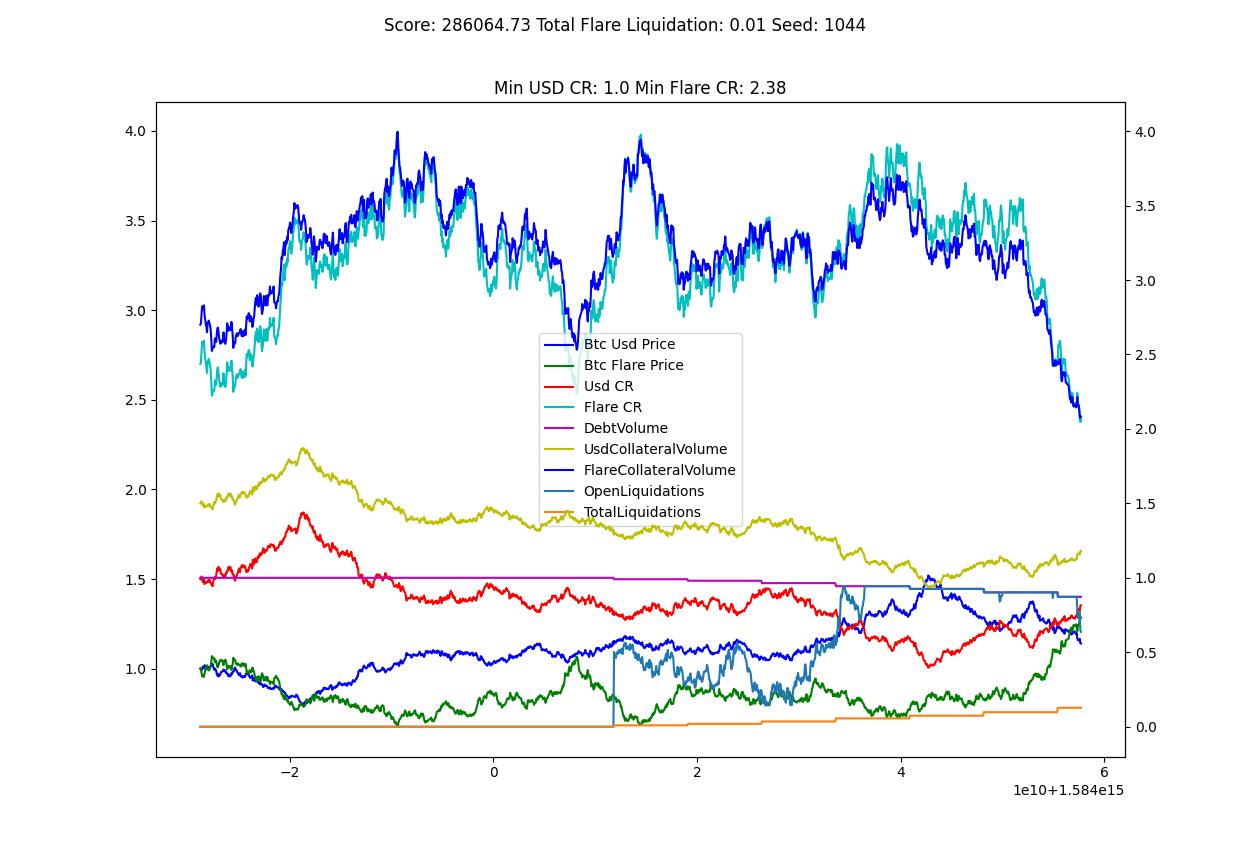 Score: 286064.73 Total Flare Liquidation: 0.01 Seed: 1044
Min USD CR: 1.0 Min Flare CR: 2.38
4.0
3.5
3.0
2.5
2.0
1.5
1.0
4.0
3.5
3.0
2.5
2.0
1.5
1.0
0.5
0.0
Btc Usd Price
Btc Flare Price
Usd CR
Flare CR
DebtVolume
UsdCollateralVolume
FlareCollateralVolume
OpenLiquidations
TotalLiquidations
−2 0 2 4 6
1e10+1.584e15